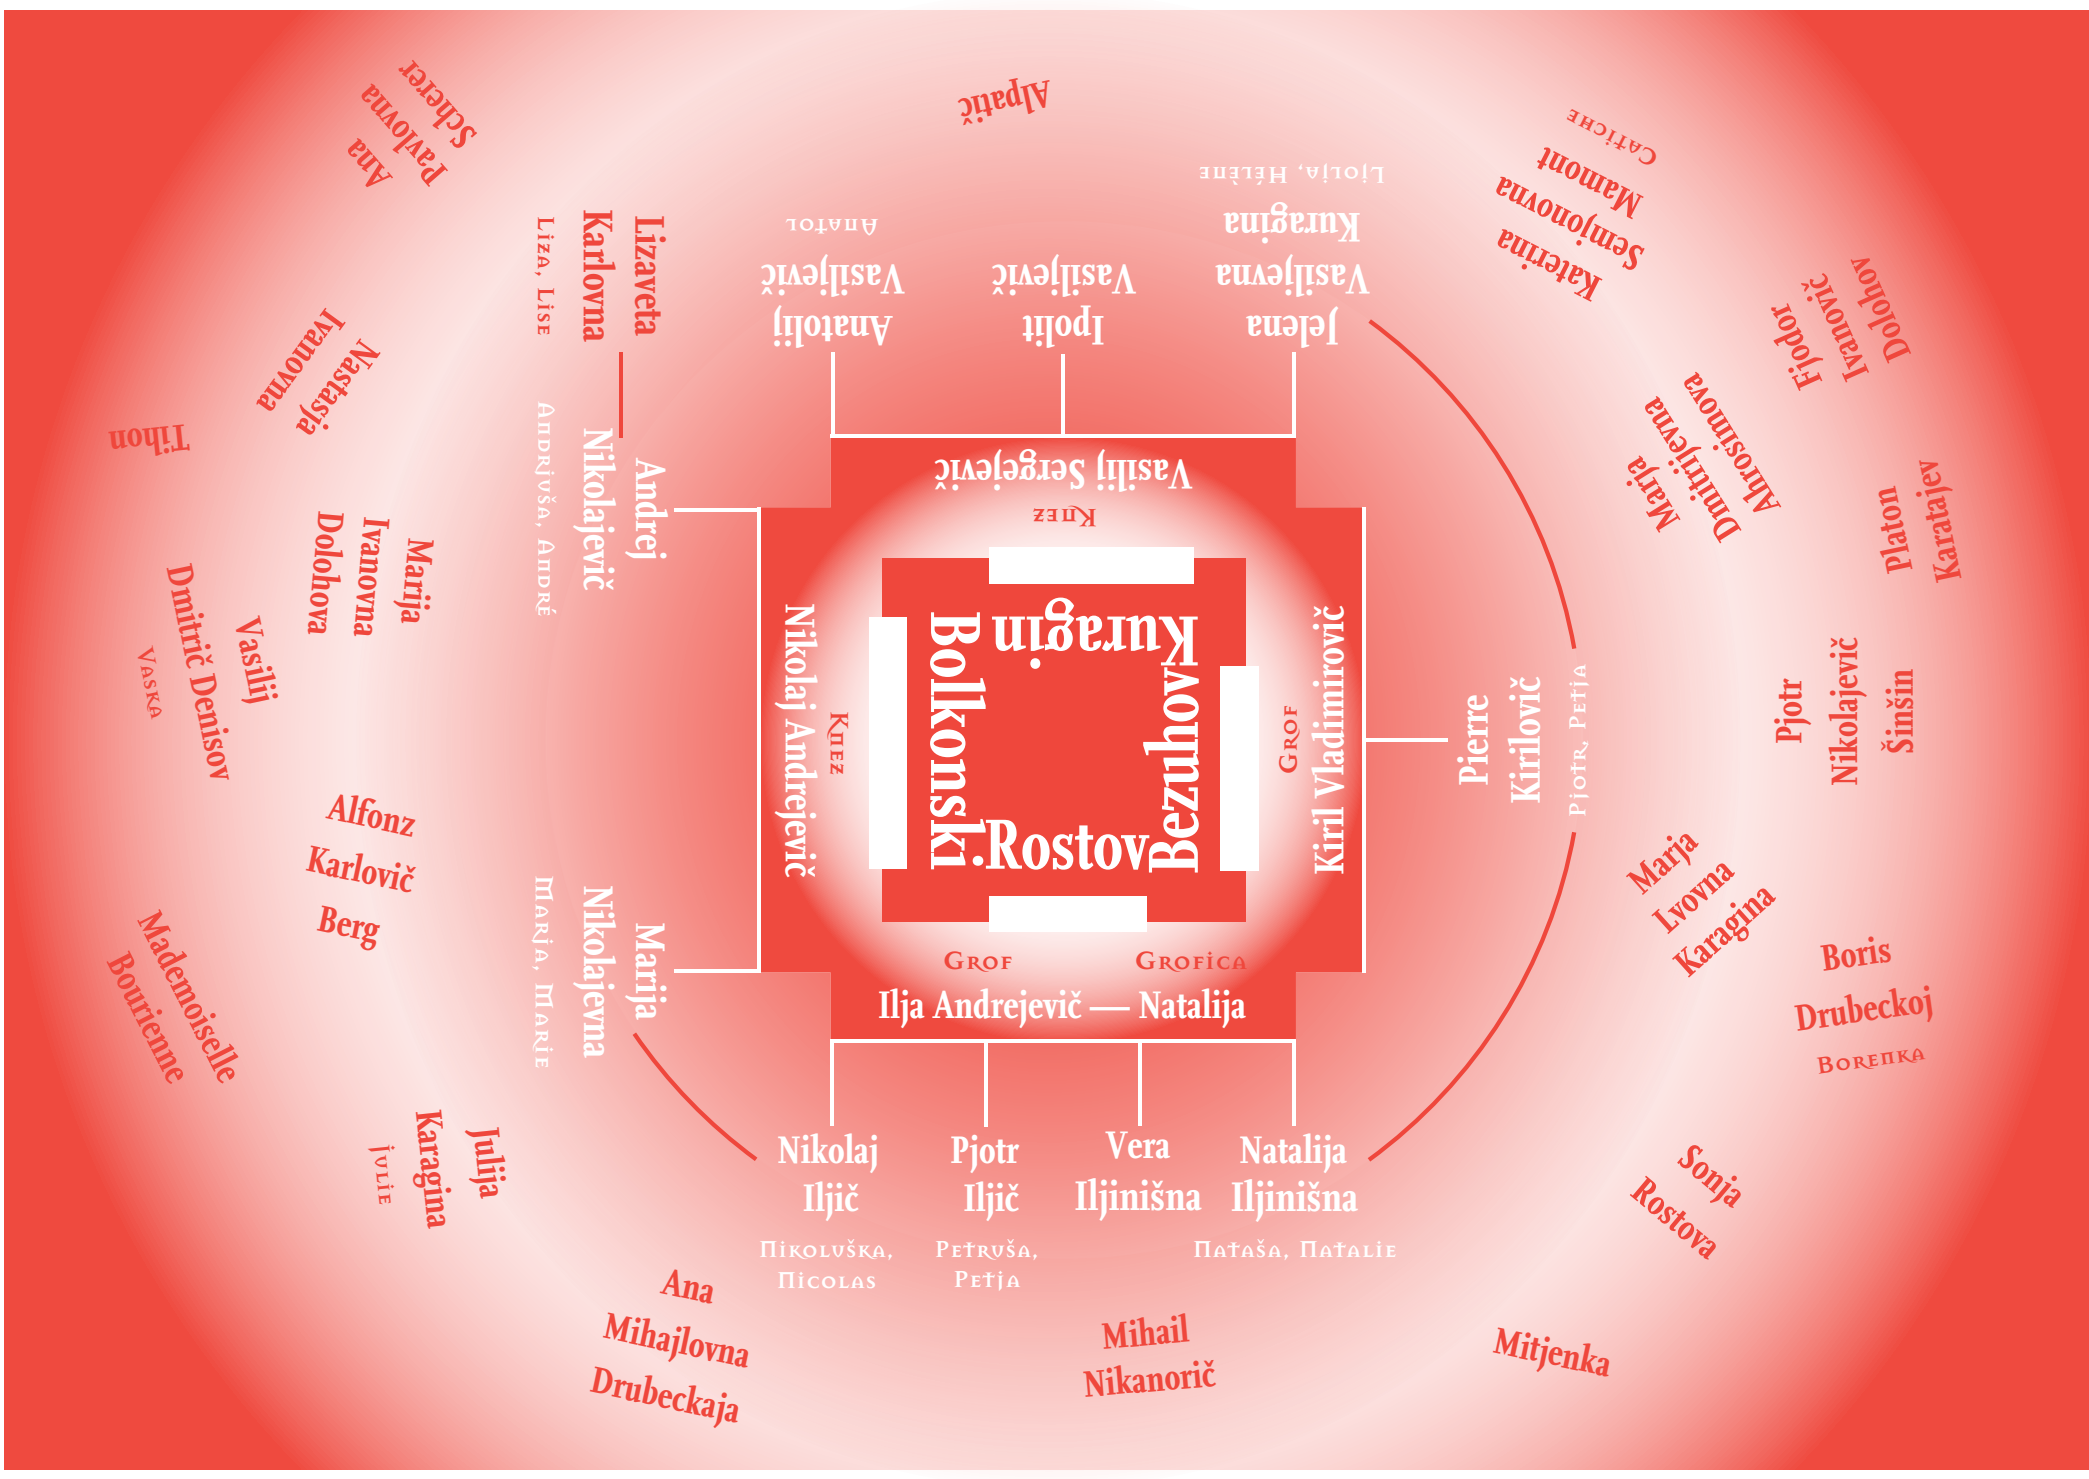 Ana
Pavlovna
Scherer
Alpatič
Katerina
Semjonovna
Mamont
Catiche
Lizaveta
Karlovna
Liza, Lise
Anatolij
Vasiljevič
Anatol
Ipolit
Vasiljevič
Jelena
Vasiljevna
Kuragina
Ljolja, Hélène
Fjodor
Ivanovič
Dolohov
Nastasja
Ivanovna
Tihon
Andrej
Nikolajevič
Andrjuša, André
Marja
Dmitrijevna
Ahrosimova
Platon
Karatajev
Marija
Ivanovna
Dolohova
Vasilij
Dmitrič Denisov
Vaska
Vasilij Sergejevič
Knez
Kuragin
Nikolaj Andrejevič
Knez
Bolkonski
Bezuhov
Grof
Kiril Vladimirovič
Rostov
Grof
Grofica
Ilja Andrejevič — Natalija
Pierre
Kirilovič
Pjotr, Petja
Pjotr
Nikolajevič
Šinšin
Alfonz
Karlovič
Berg
Mademoiselle
Bourienne
Marija
Nikolajevna
Marja, Marie
Marja
Lvovna
Karagina
Boris
Drubeckoj
Borenka
Julija
Karagina
Julie
Nikolaj
Iljič
Nikoluška,
Nicolas
Pjotr
Iljič
Petruša,
Petja
Vera
Iljinišna
Natalija
Iljinišna
Nataša, Natalie
Sonja
Rostova
Ana
Mihajlovna
Drubeckaja
Mihail
Nikanorič
Mitjenka